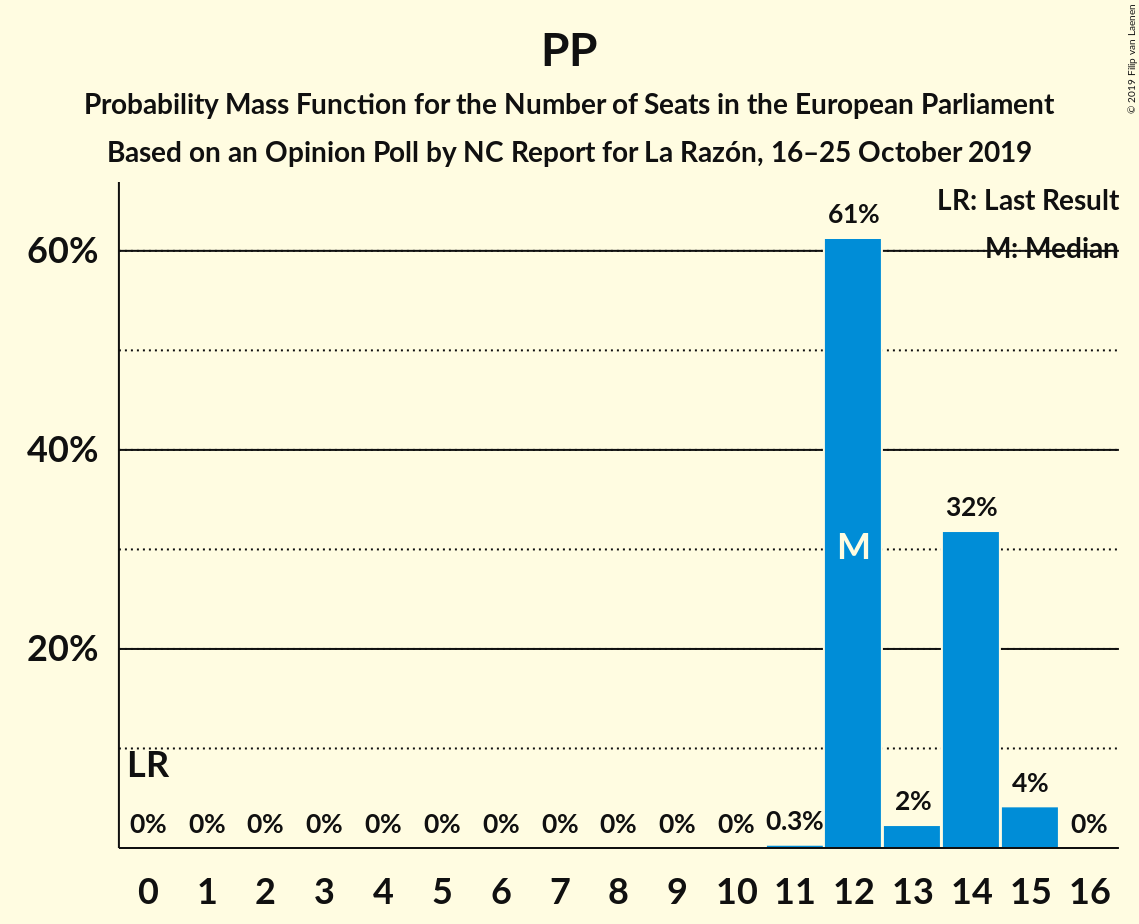 PP
Probability Mass Function for the Number of Seats in the European Parliament
Based on an Opinion Poll by NC Report for La Razón, 16–25 October 2019
© 2019 Filip van Laenen
LR: Last Result
M: Median
60%
40%
20%
61%
32%
M
LR
0% 0% 0% 0% 0% 0% 0% 0% 0% 0% 0% 0.3% 2% 4% 0%
0 1 2 3 4 5 6 7 8 9 10 11 12 13 14 15 16